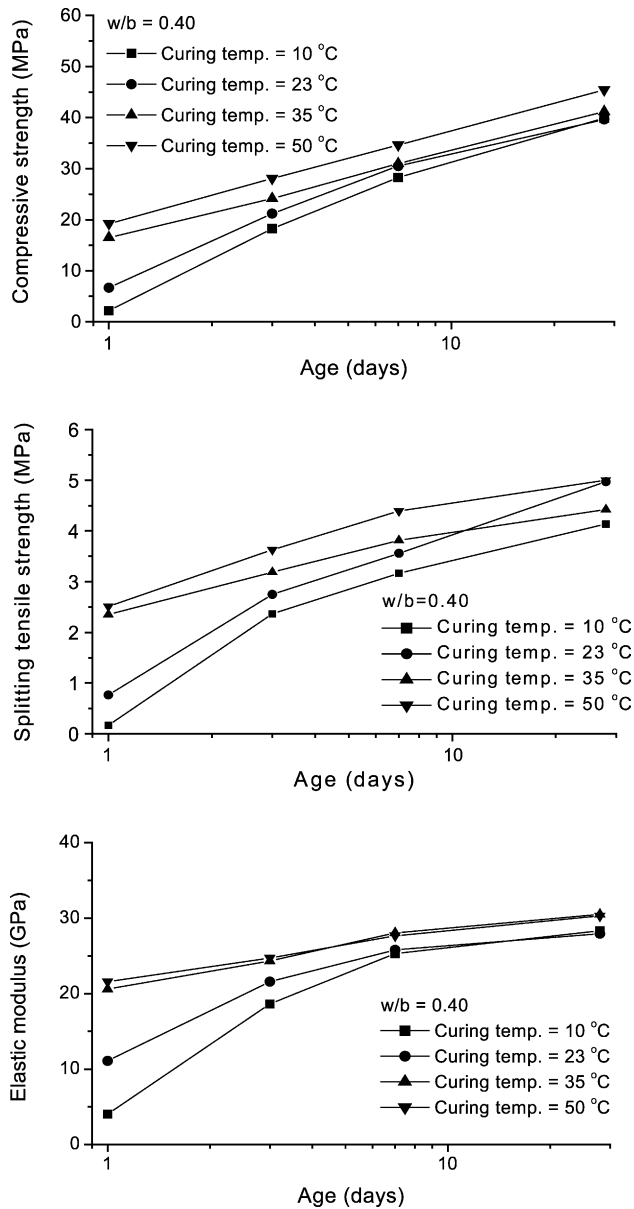 Compressive strength (MPa)
60
50
40
30
20
10
0
w/b = 0.40
Curing temp. = 10 °C
Curing temp. = 23 °C
Curing temp. = 35 °C
Curing temp. = 50 °C
1
10
Age (days)
Splitting tensile strength (MPa)
6
5
4
3
2
1
0
w/b=0.40
Curing temp. = 10 °C
Curing temp. = 23 °C
Curing temp. = 35 °C
Curing temp. = 50 °C
1
10
Age (days)
Elastic modulus (GPa)
40
30
20
10
0
w/b = 0.40
Curing temp. = 10 °C
Curing temp. = 23 °C
Curing temp. = 35 °C
Curing temp. = 50 °C
1
10
Age (days)